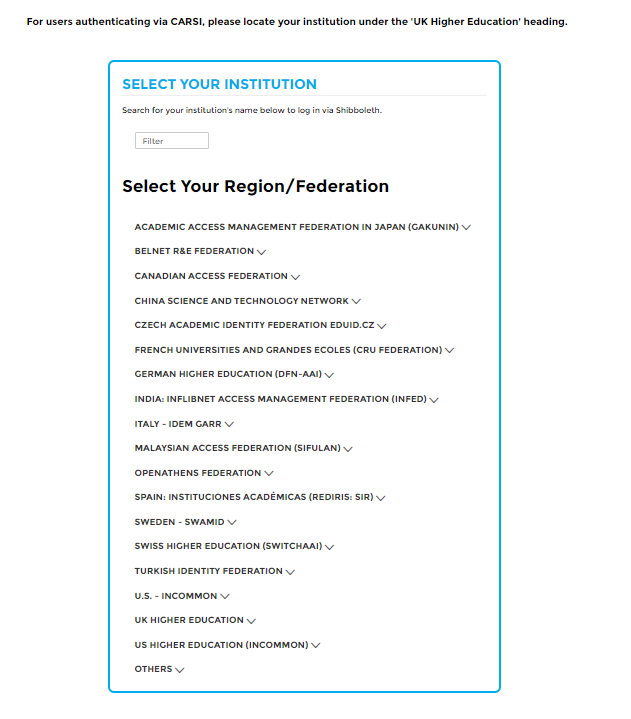 For users authenticating via CARSI, please locate your institution under the 'UK Higher Education' heading.
SELECT YOUR INSTITUTION
Search for your institution's name below to log in via Shibboleth.
Filter
Select Your Region/Federation
ACADEMIC ACCESS MANAGEMENT FEDERATION IN JAPAN (GAKUNIN)
BELNET R&E FEDERATION
CANADIAN ACCESS FEDERATION
CHINA SCIENCE AND TECHNOLOGY NETWORK
CZECH ACADEMIC IDENTITY FEDERATION EDUID.CZ
FRENCH UNIVERSITIES AND GRANDES ECOLES (CRU FEDERATION)
GERMAN HIGHER EDUCATION (DFN-AAI)
INDIA: INFLIBNET ACCESS MANAGEMENT FEDERATION (INFED)
ITALY - IDEM GARR
MALAYSIAN ACCESS FEDERATION (SIFULAN)
OPENATHENS FEDERATION
SPAIN: INSTITUCIONES ACADÉMICAS (REDIRIS: SIR)
SWEDEN - SWAMID
SWISS HIGHER EDUCATION (SWITCHAAI)
TURKISH IDENTITY FEDERATION
U.S. - INCOMMON
UK HIGHER EDUCATION
US HIGHER EDUCATION (INCOMMON)
OTHERS